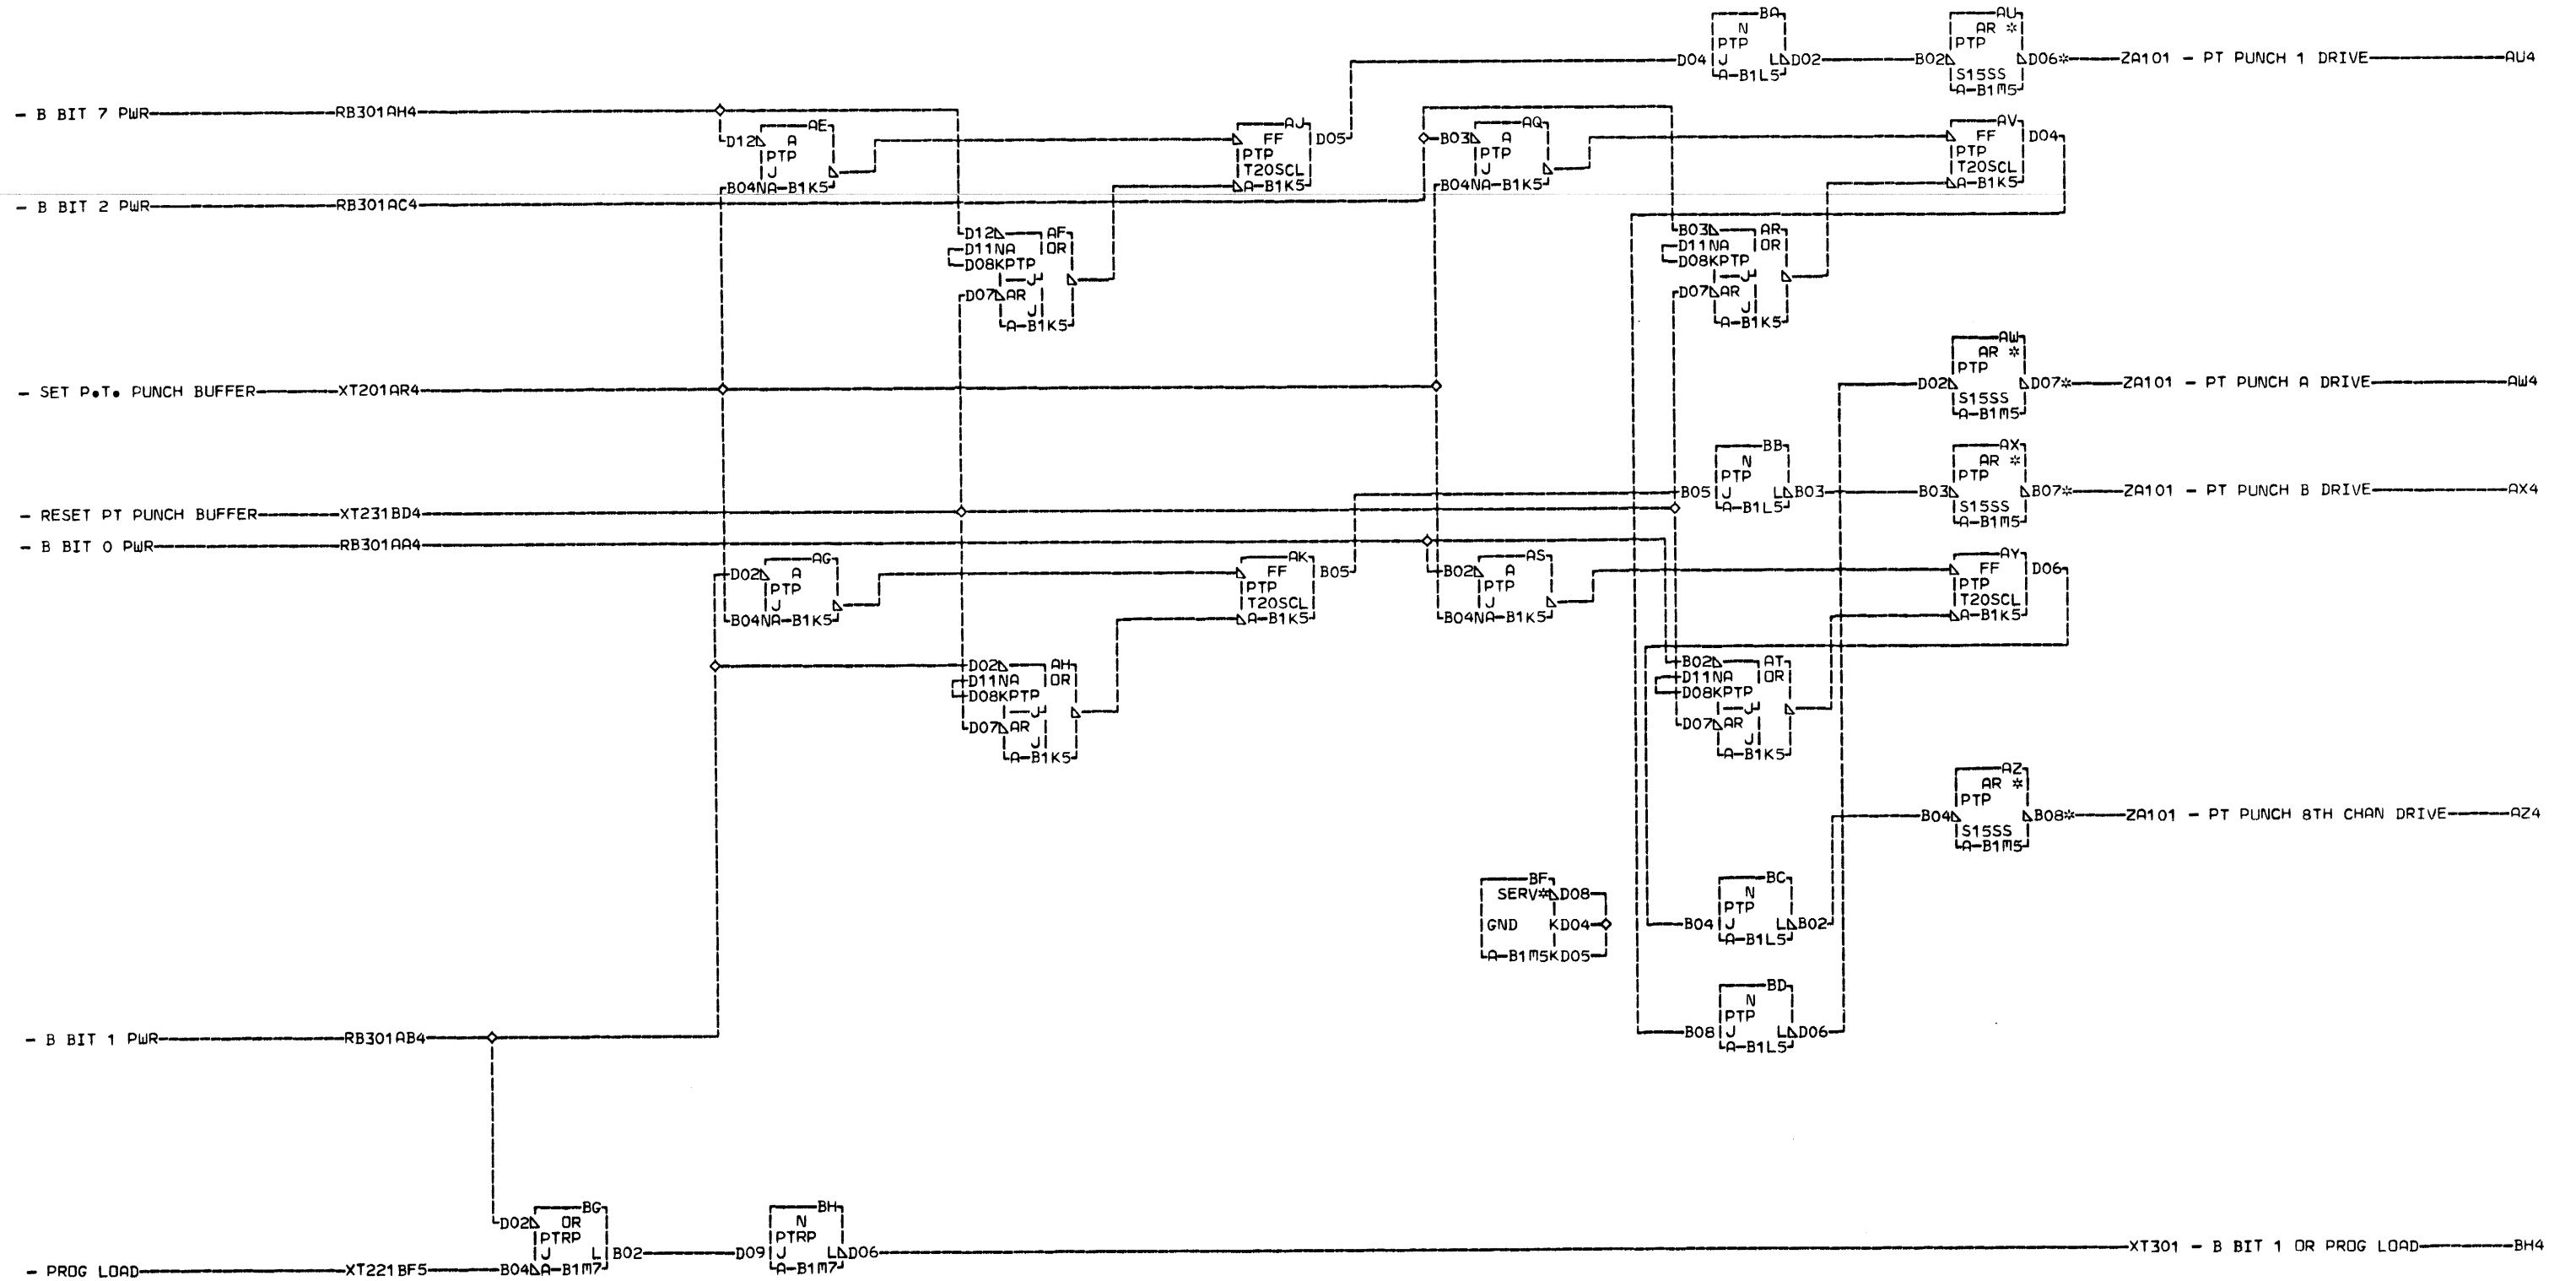 BA
N
PTP
D04 J L D02
A-B1L5
AU
AR *
PTP
B02 D06* ZA101 - PT PUNCH 1 DRIVE AU4
S15SS
A-B1M5
- B BIT 7 PWR RB301AH4
AE
D12 A
PTP
J
B04NA-B1K5
AJ
FF D05
PTP
T20SCL
A-B1K5
AQ
B03 A
PTP
J
B04NA-B1K5
AV
FF D04
PTP
T20SCL
A-B1K5
- B BIT 2 PWR RB301AC4
D12 AF
D11NA OR
D08KPTP
J
D07 AR
J
A-B1K5
B03 AR
D11NA OR
D08KPTP
J
D07 AR
J
A-B1K5
- SET P.T. PUNCH BUFFER XT201AR4
AW
AR *
PTP
D02 D07* ZA101 - PT PUNCH A DRIVE AW4
S15SS
A-B1M5
BB
N
PTP
B05 J L B03
A-B1L5
AX
AR *
PTP
B03 B07* ZA101 - PT PUNCH B DRIVE AX4
S15SS
A-B1M5
- RESET PT PUNCH BUFFER XT231BD4
- B BIT 0 PWR RB301AA4
AG
D02 A
PTP
J
B04NA-B1K5
AK
FF B05
PTP
T20SCL
A-B1K5
AS
B02 A
PTP
J
B04NA-B1K5
AY
FF D06
PTP
T20SCL
A-B1K5
D02 AH
D11NA OR
D08KPTP
J
D07 AR
J
A-B1K5
B02 AT
D11NA OR
D08KPTP
J
D07 AR
J
A-B1K5
AZ
AR *
PTP
B04 B08* ZA101 - PT PUNCH 8TH CHAN DRIVE AZ4
S15SS
A-B1M5
BF
SERV* D08
GND K D04
A-B1M5KD05
BC
N
PTP
B04 J L B02
A-B1L5
BD
N
PTP
B08 J L D06
A-B1L5
- B BIT 1 PWR RB301AB4
BG
D02 OR
PTRP
J L B02
B04 A-B1M7
BH
N
PTRP
D09 J L D06
A-B1M7
XT301 - B BIT 1 OR PROG LOAD BH4
- PROG LOAD XT221BF5